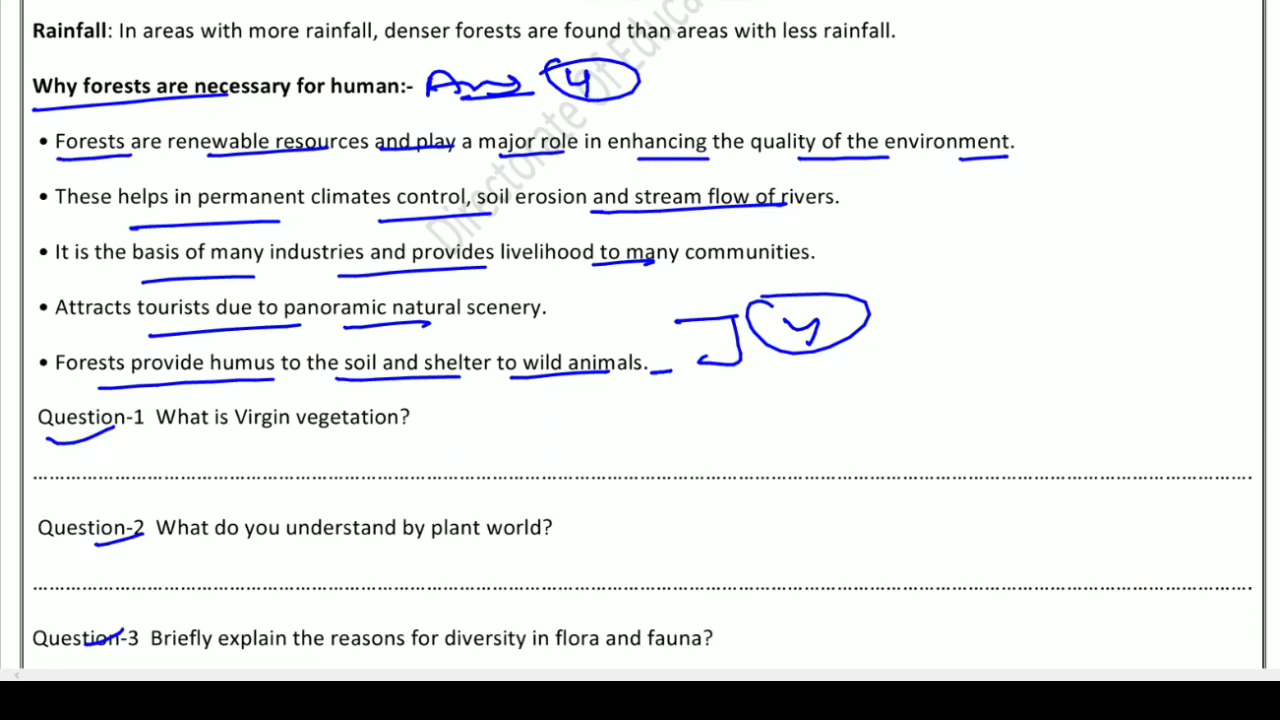 Rainfall: In areas with more rainfall, denser forests are found than areas with less rainfall.
Why forests are necessary for human:- Ans 4
• Forests are renewable resources and play a major role in enhancing the quality of the environment.
• These helps in permanent climates control, soil erosion and stream flow of rivers.
• It is the basis of many industries and provides livelihood to many communities.
• Attracts tourists due to panoramic natural scenery.
• Forests provide humus to the soil and shelter to wild animals.
Question-1 What is Virgin vegetation?
Question-2 What do you understand by plant world?
Question-3 Briefly explain the reasons for diversity in flora and fauna?
Directorate Of Educa